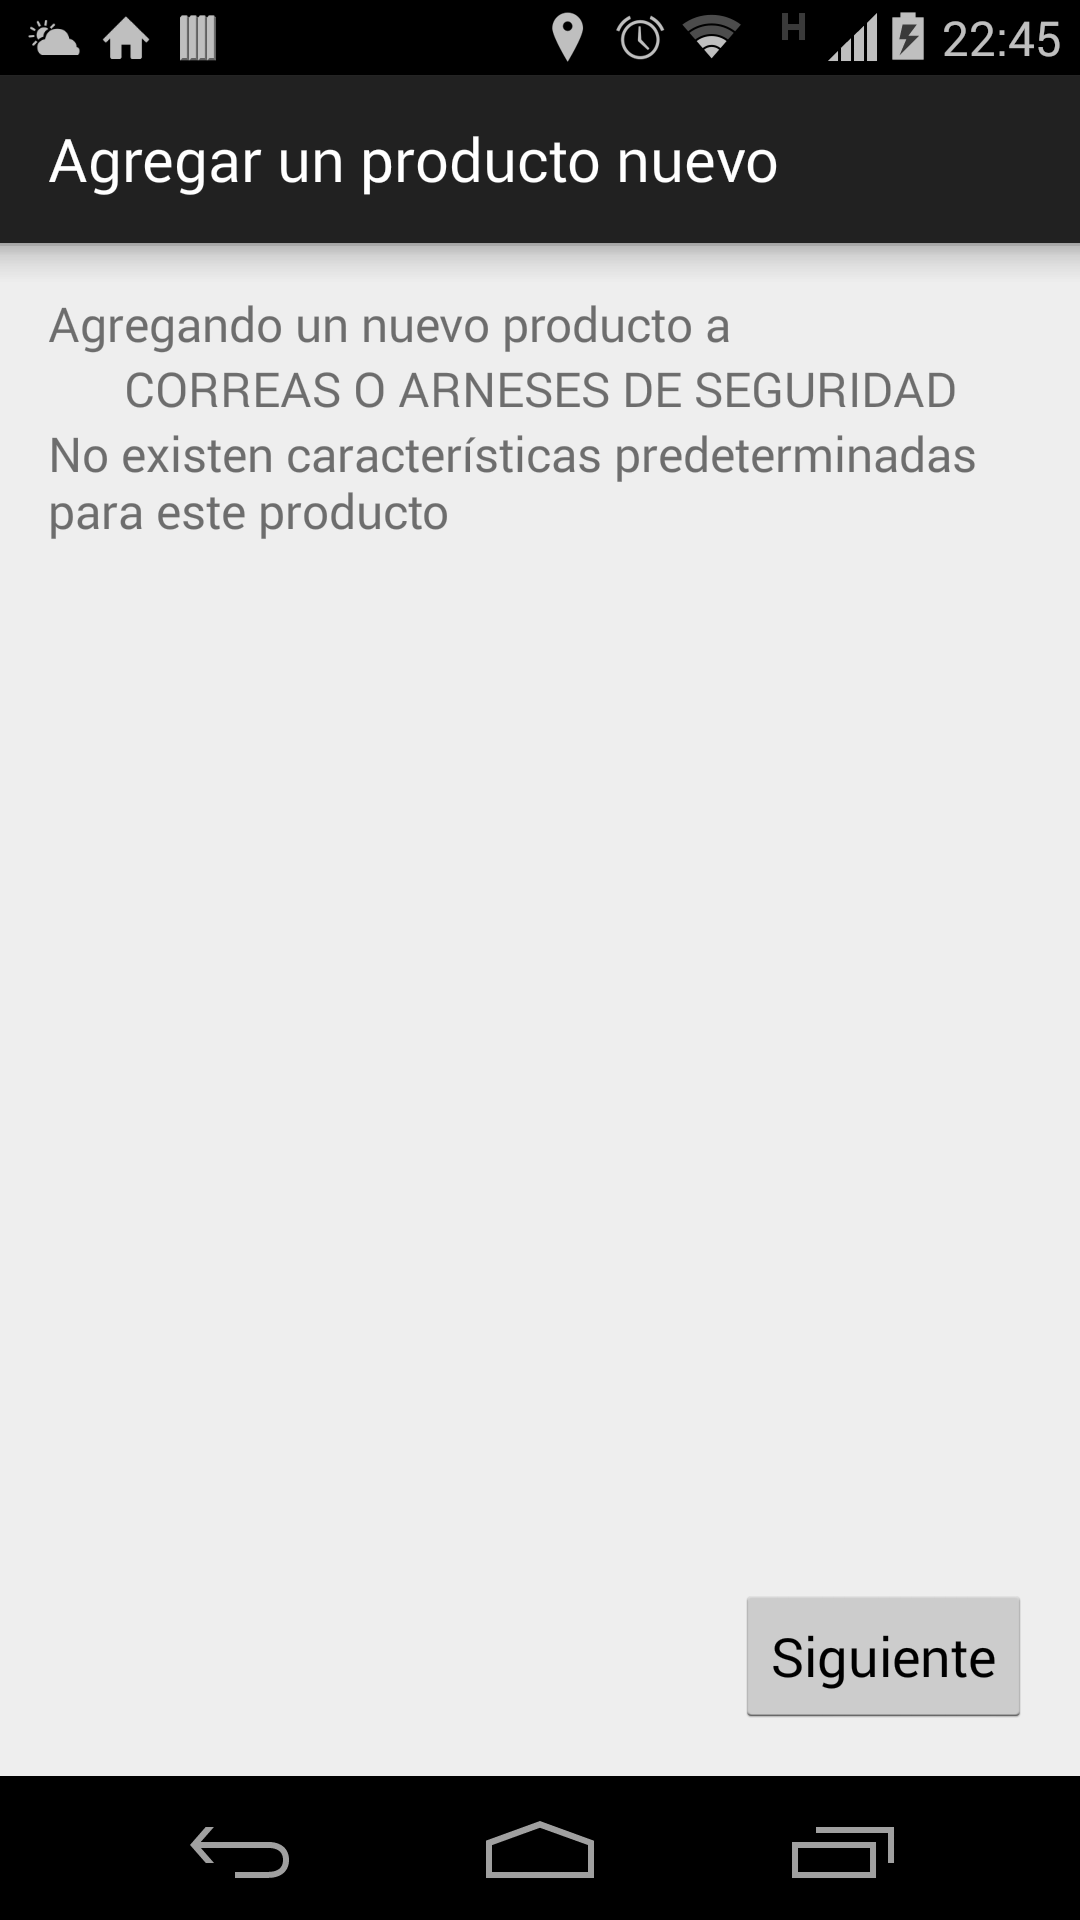 H 22:45
Agregar un producto nuevo
Agregando un nuevo producto a
CORREAS O ARNESES DE SEGURIDAD
No existen características predeterminadas
para este producto
Siguiente